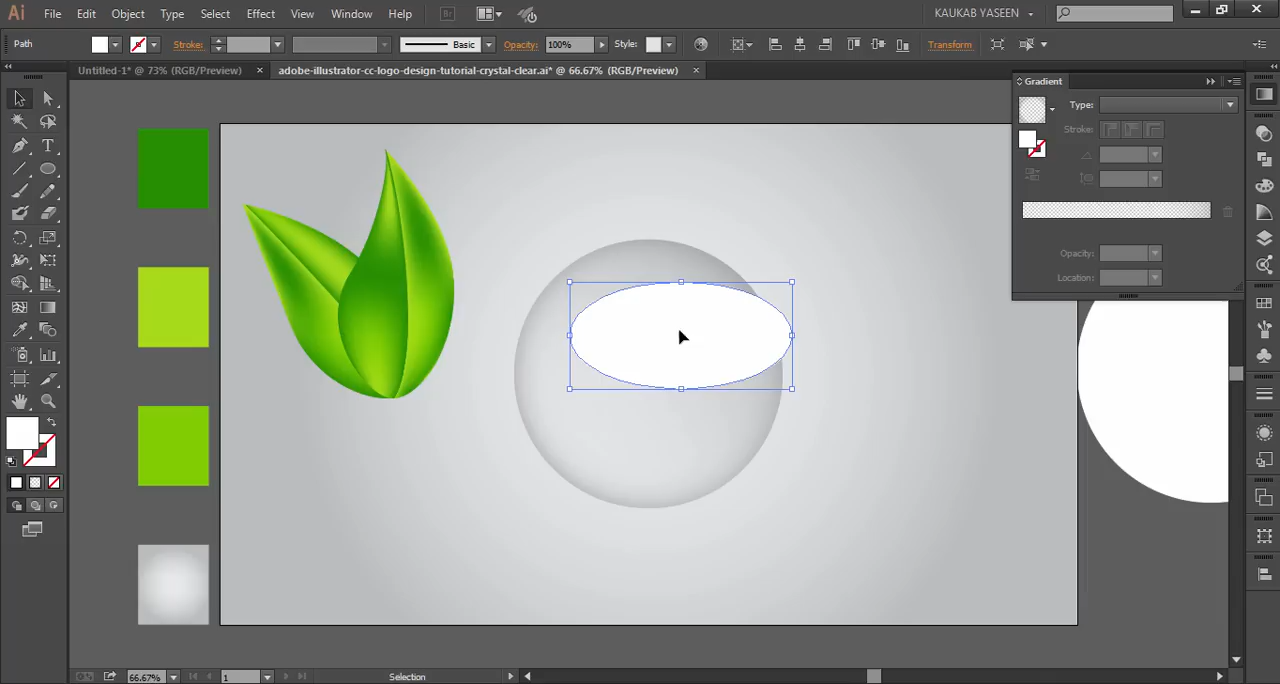 Ai File Edit Object Type Select Effect View Window Help Br KAUKAB YASEEN
Path Stroke: Basic Opacity: 100% Style: Transform
Untitled-1* @ 73% (RGB/Preview) × adobe-illustrator-cc-logo-design-tutorial-crystal-clear.ai* @ 66.67% (RGB/Preview) ×
Gradient
Type:
Stroke:
Opacity:
Location:
66.67% 1 Selection